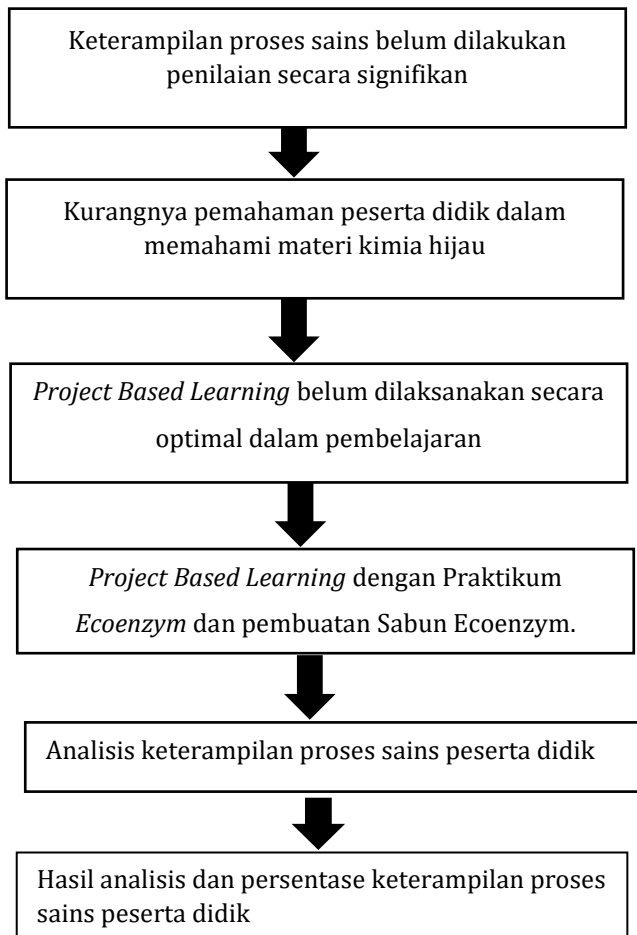 Keterampilan proses sains belum dilakukan
penilaian secara signifikan
Kurangnya pemahaman peserta didik dalam
memahami materi kimia hijau
Project Based Learning belum dilaksanakan secara
optimal dalam pembelajaran
Project Based Learning dengan Praktikum
Ecoenzym dan pembuatan Sabun Ecoenzym.
Analisis keterampilan proses sains peserta didik
Hasil analisis dan persentase keterampilan proses
sains peserta didik